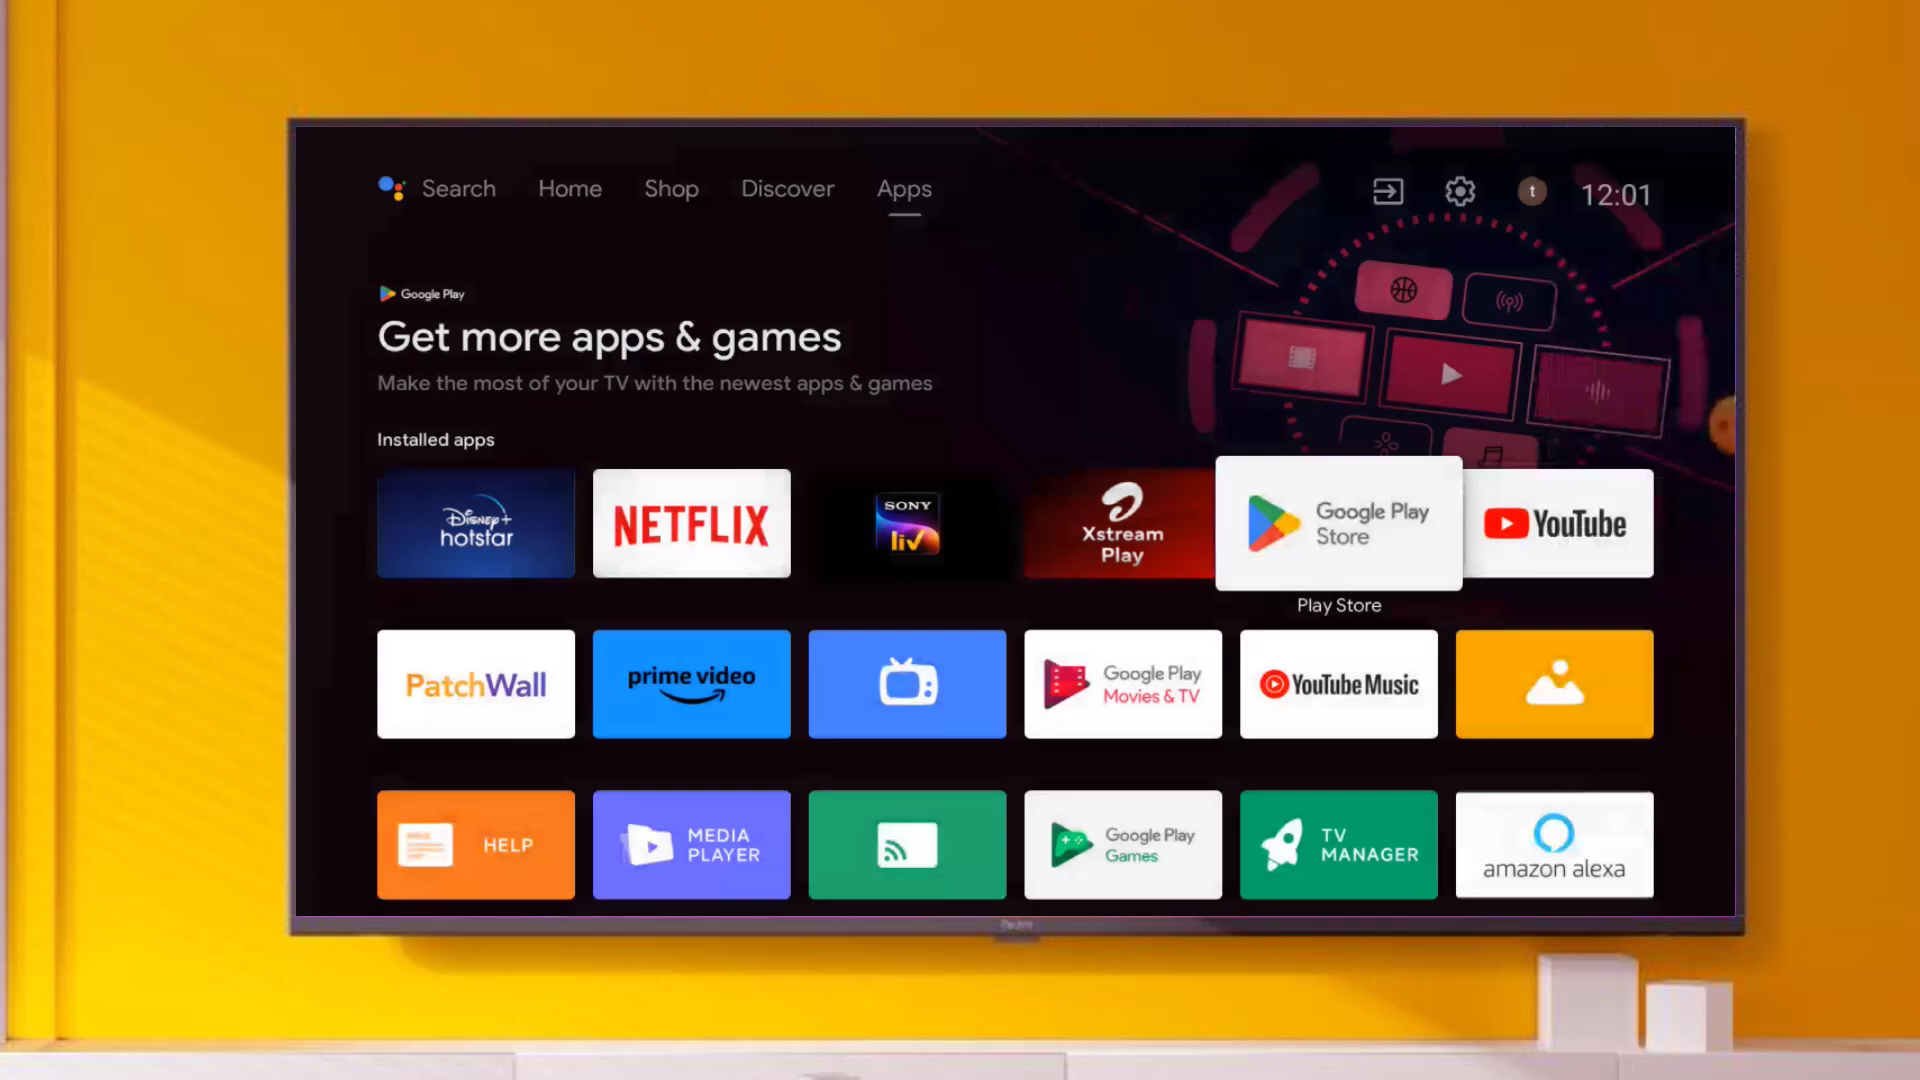 Search Home Shop Discover Apps
t 12:01
Google Play
Get more apps & games
Make the most of your TV with the newest apps & games
Installed apps
Disney+
hotstar
NETFLIX
SONY
liv
Xstream
Play
Google Play
Store
YouTube
Play Store
PatchWall
prime video
Google Play
Movies & TV
YouTube Music
HELP
MEDIA
PLAYER
Google Play
Games
TV
MANAGER
amazon alexa